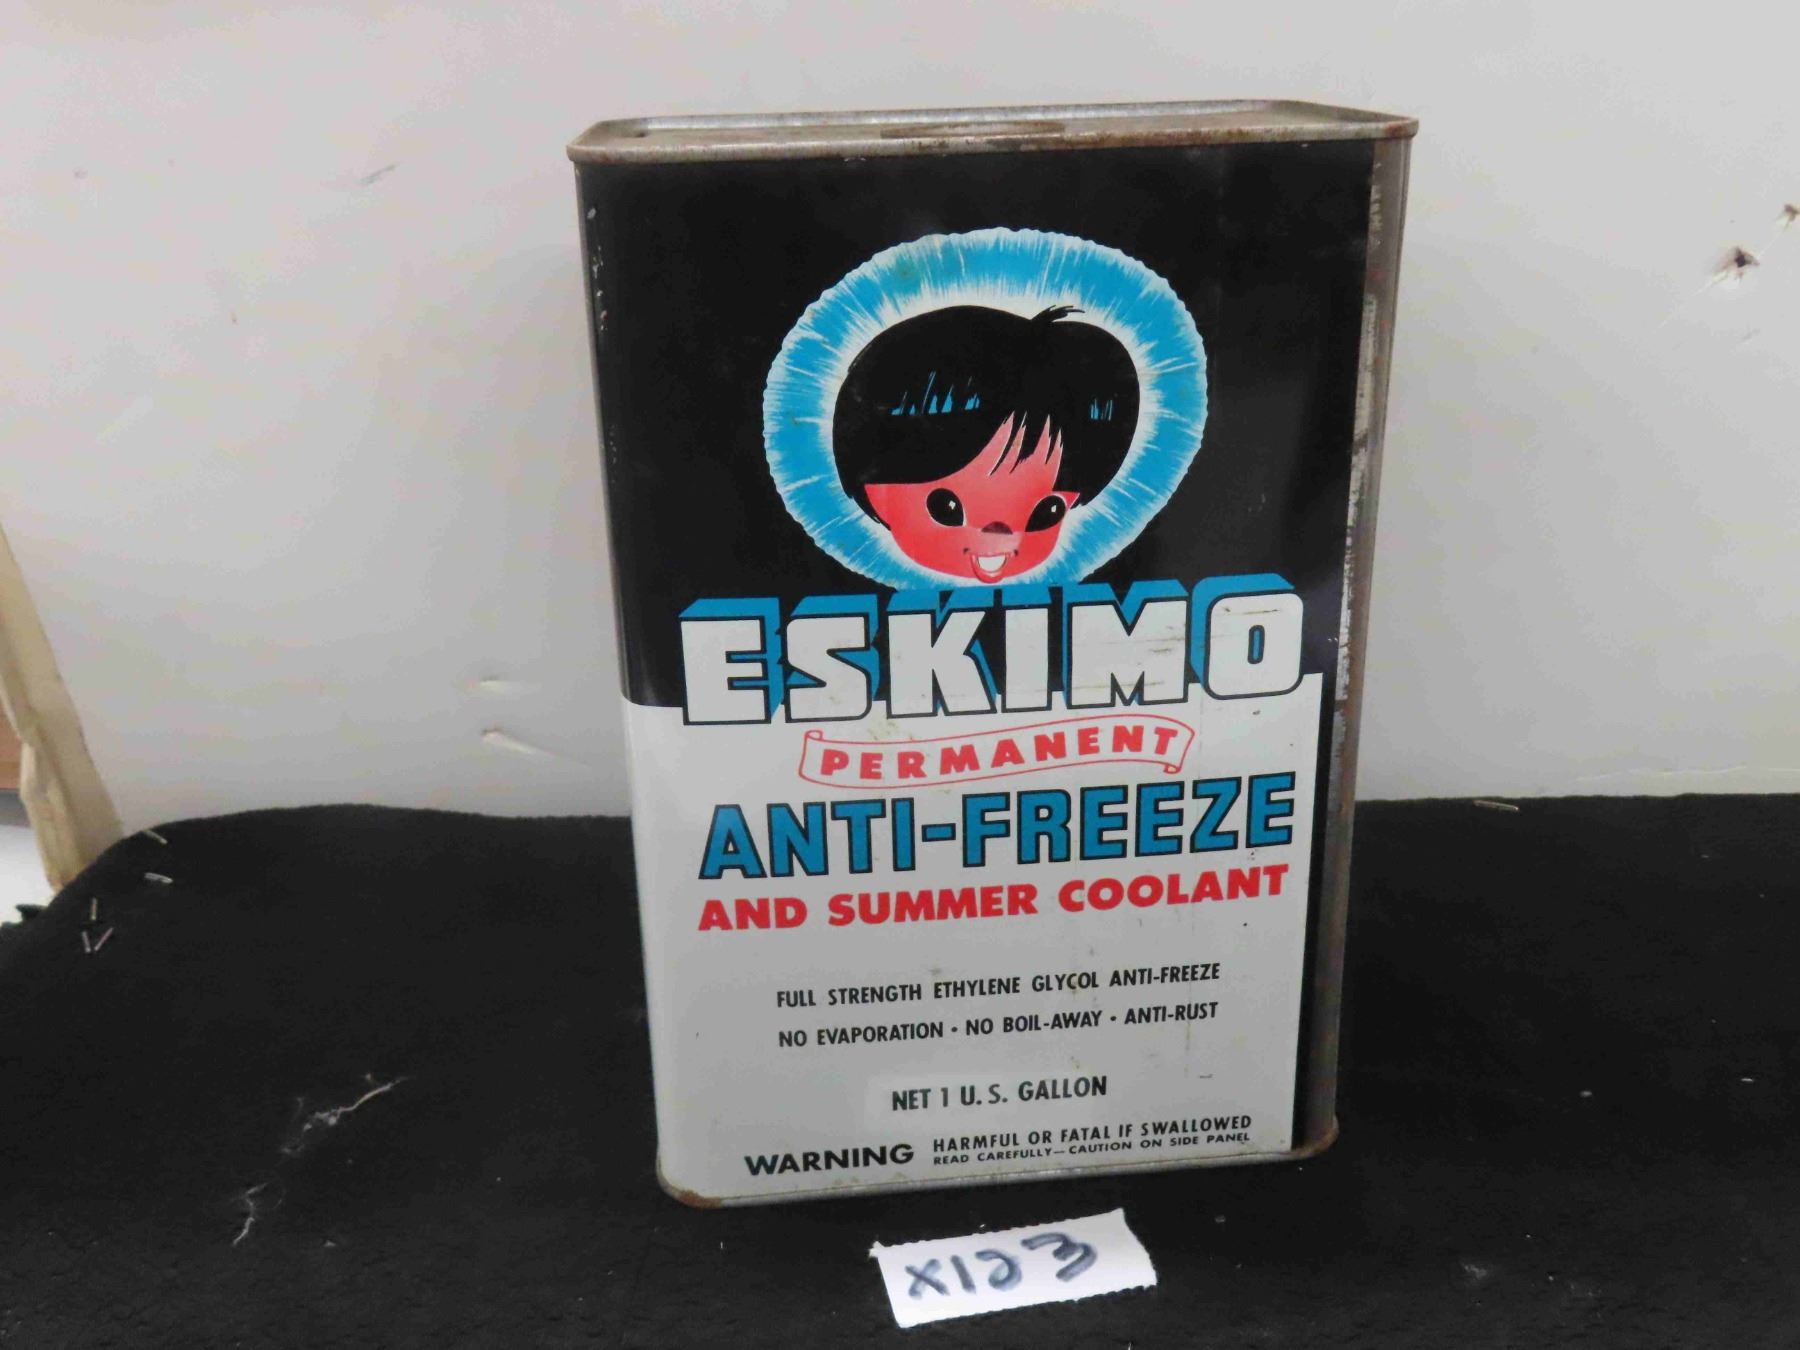 ESKIMO
PERMANENT
ANTI-FREEZE
AND SUMMER COOLANT
FULL STRENGTH ETHYLENE GLYCOL ANTI-FREEZE
NO EVAPORATION • NO BOIL-AWAY • ANTI-RUST
NET 1 U. S. GALLON
WARNING HARMFUL OR FATAL IF SWALLOWED
READ CAREFULLY—CAUTION ON SIDE PANEL
X123